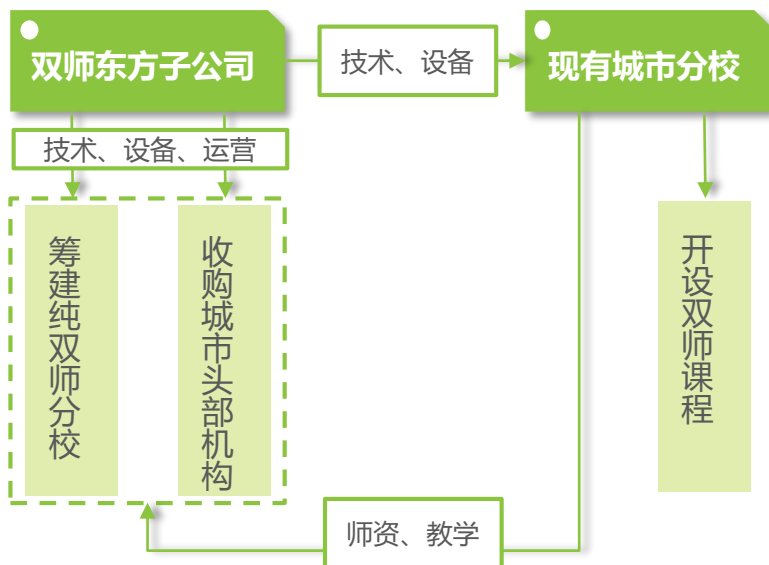 双师东方子公司
技术、设备
现有城市分校
技术、设备、运营
筹建纯双师分校
收购城市头部机构
开设双师课程
师资、教学